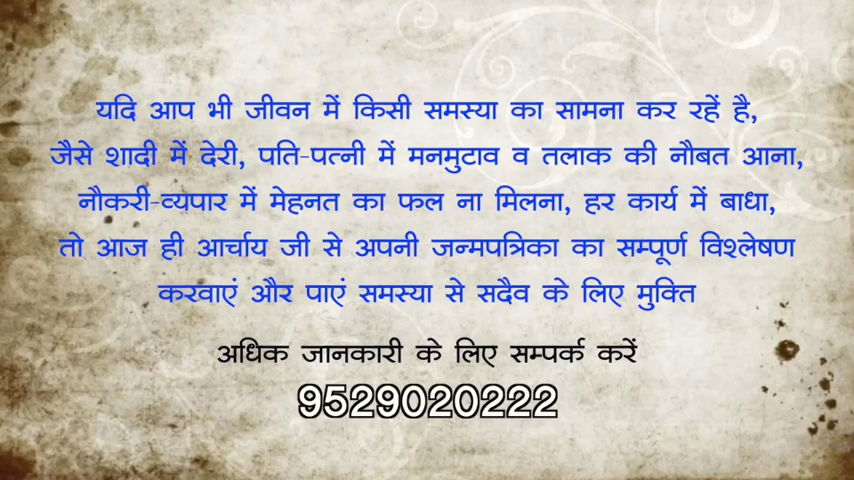 यदि आप भी जीवन में किसी समस्या का सामना कर रहें है,
जैसे शादी में देरी, पति-पत्नी में मनमुटाव व तलाक की नौबत आना,
नौकरी-व्यपार में मेहनत का फल ना मिलना, हर कार्य में बाधा,
तो आज ही आर्चाय जी से अपनी जन्मपत्रिका का सम्पूर्ण विश्लेषण
करवाएं और पाएं समस्या से सदैव के लिए मुक्ति
अधिक जानकारी के लिए सम्पर्क करें
9529020222